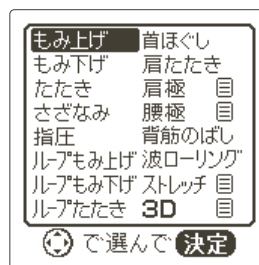 もみ上げ 首ほぐし
もみ下げ 肩たたき
たたき 肩極
さざなみ 腰極
指圧 背筋のばし
ループもみ上げ 波ローリング
ループもみ下げ ストレッチ
ループたたき 3D
で選んで 決定